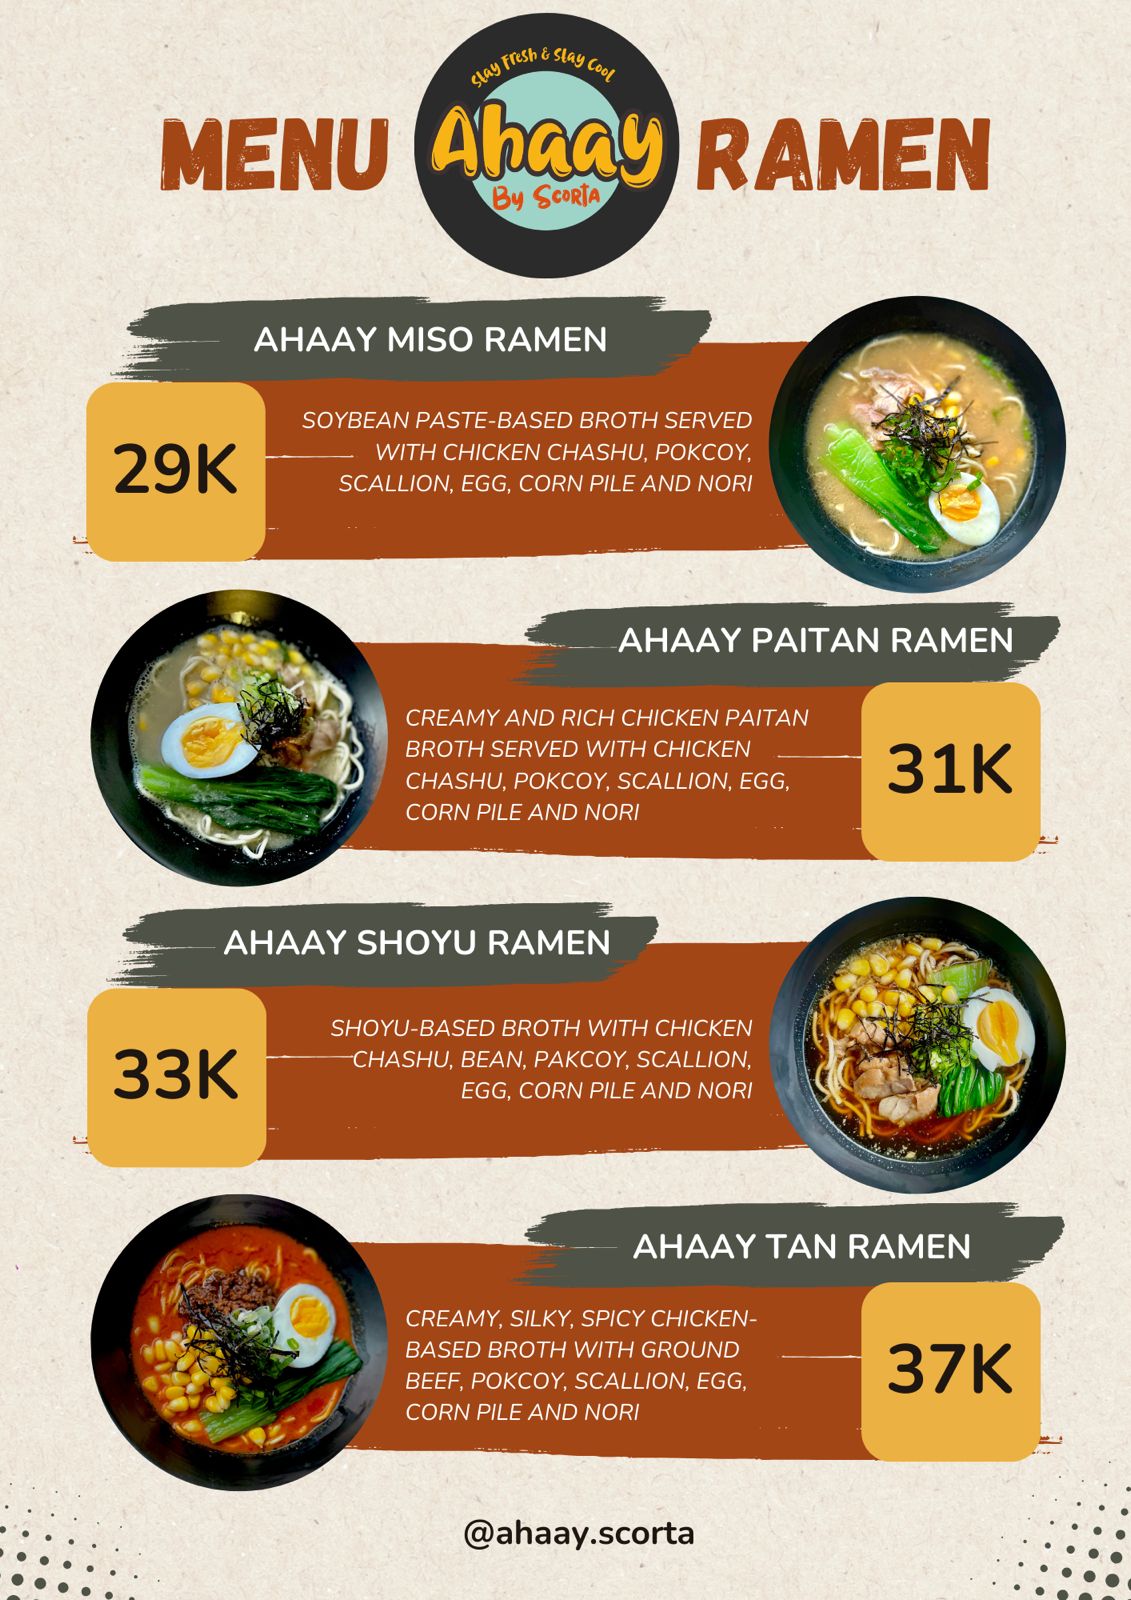 MENU
Slay Fresh & Slay Cool
Ahaay
By Scorta
RAMEN
AHAAY MISO RAMEN
29K
SOYBEAN PASTE-BASED BROTH SERVED
WITH CHICKEN CHASHU, POKCOY,
SCALLION, EGG, CORN PILE AND NORI
AHAAY PAITAN RAMEN
CREAMY AND RICH CHICKEN PAITAN
BROTH SERVED WITH CHICKEN
CHASHU, POKCOY, SCALLION, EGG,
CORN PILE AND NORI
31K
AHAAY SHOYU RAMEN
33K
SHOYU-BASED BROTH WITH CHICKEN
CHASHU, BEAN, PAKCOY, SCALLION,
EGG, CORN PILE AND NORI
AHAAY TAN RAMEN
CREAMY, SILKY, SPICY CHICKEN-
BASED BROTH WITH GROUND
BEEF, POKCOY, SCALLION, EGG,
CORN PILE AND NORI
37K
@ahaay.scorta